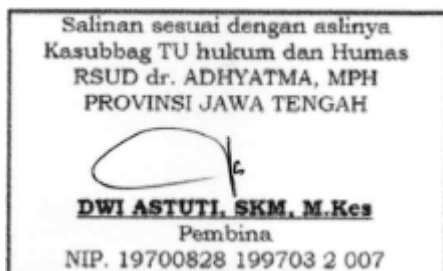 Salinan sesuai dengan aslinya
Kasubbag TU hukum dan Humas
RSUD dr. ADHYATMA, MPH
PROVINSI JAWA TENGAH
DWI ASTUTI, SKM, M.Kes
Pembina
NIP. 19700828 199703 2 007